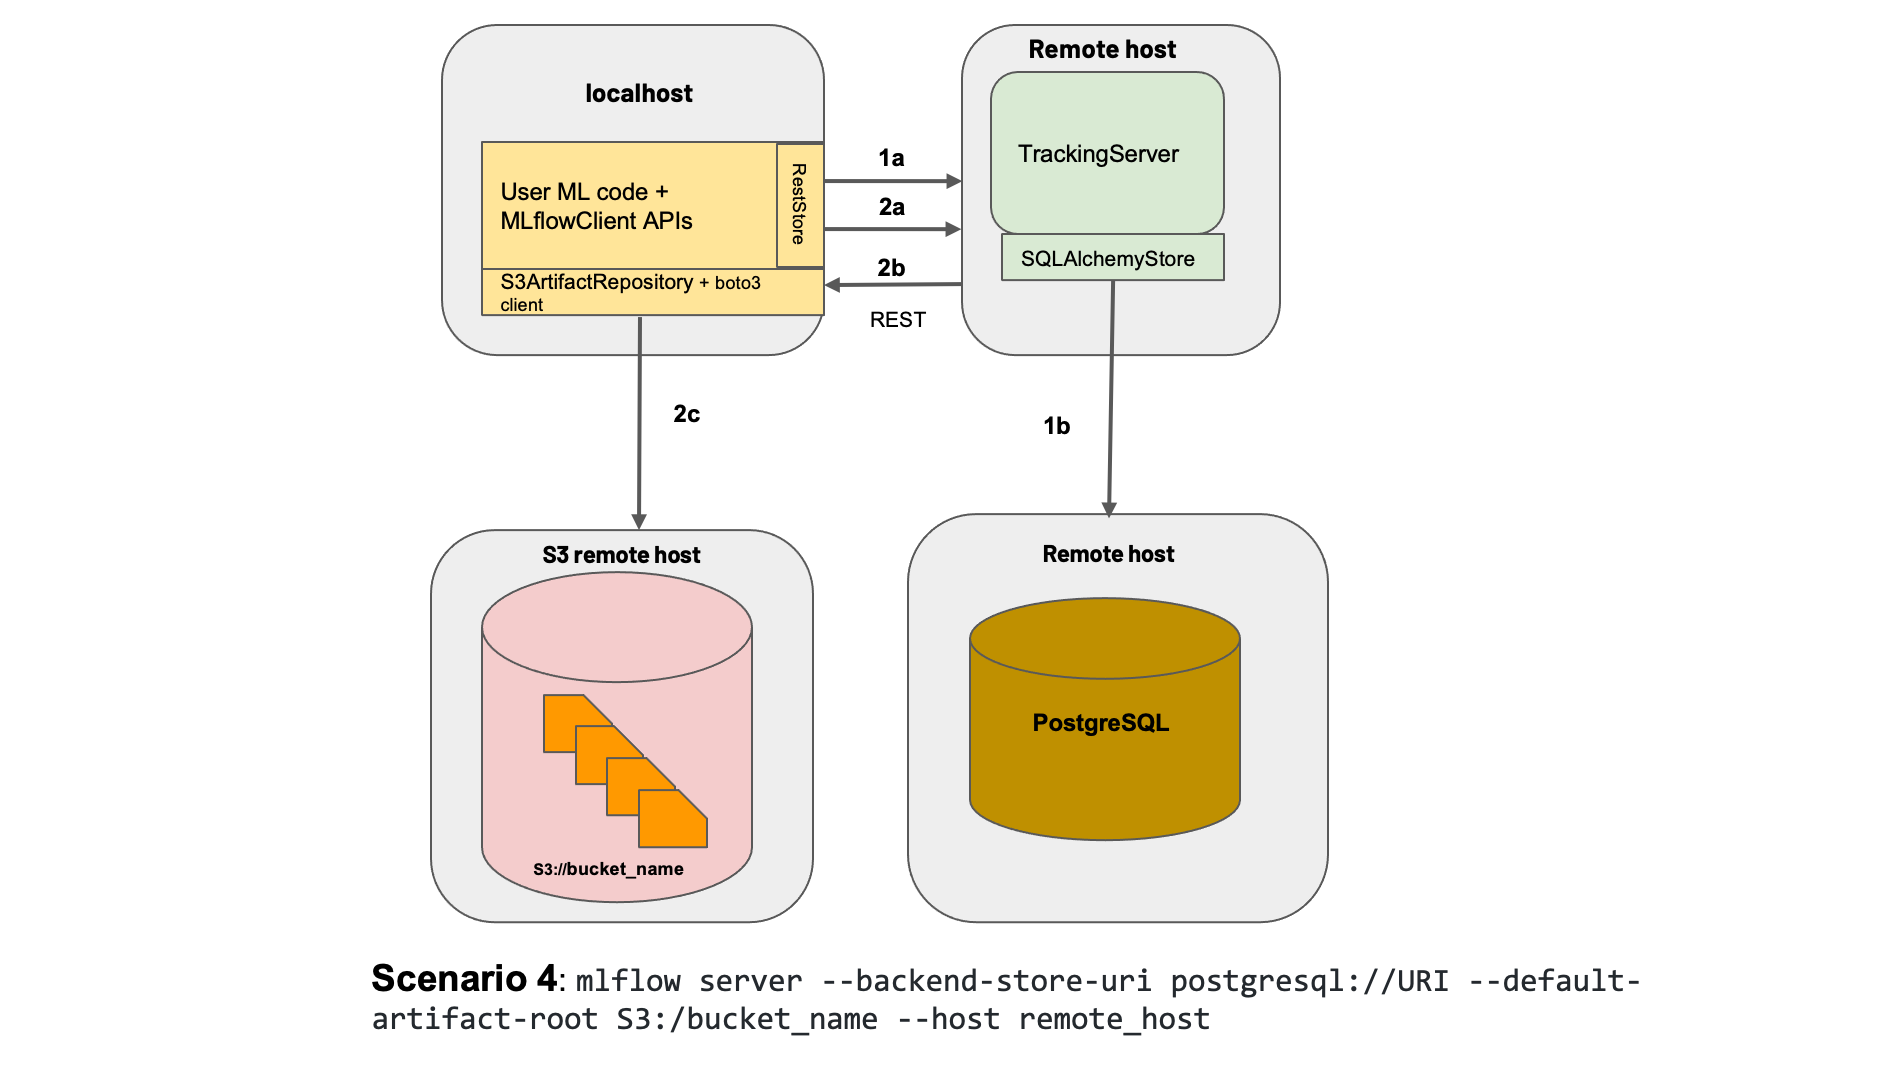 localhost
User ML code +
MLflowClient APIs
RestStore
S3ArtifactRepository + boto3
client
1a
2a
2b
REST
Remote host
TrackingServer
SQLAlchemyStore
2c
1b
S3 remote host
S3://bucket_name
Remote host
PostgreSQL
Scenario 4: mlflow server --backend-store-uri postgresql://URI --default-
artifact-root S3:/bucket_name --host remote_host